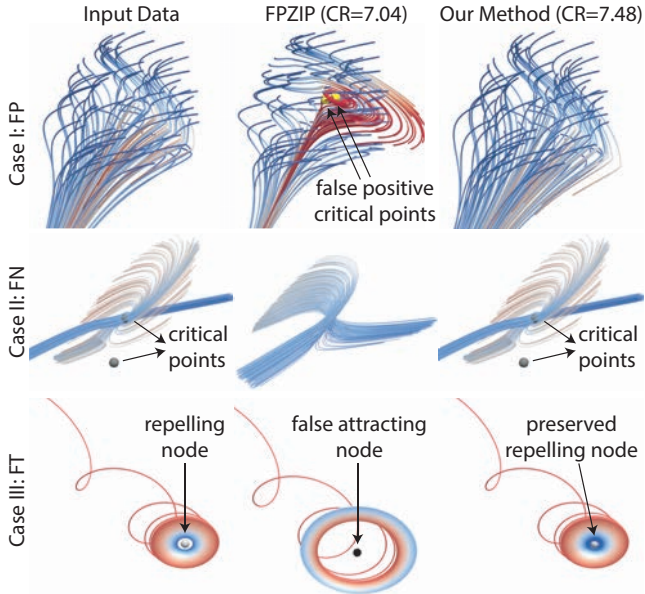 Input Data
FPZIP (CR=7.04)
Our Method (CR=7.48)
Case I: FP
false positive
critical points
Case II: FN
critical
points
critical
points
Case III: FT
repelling
node
false attracting
node
preserved
repelling node